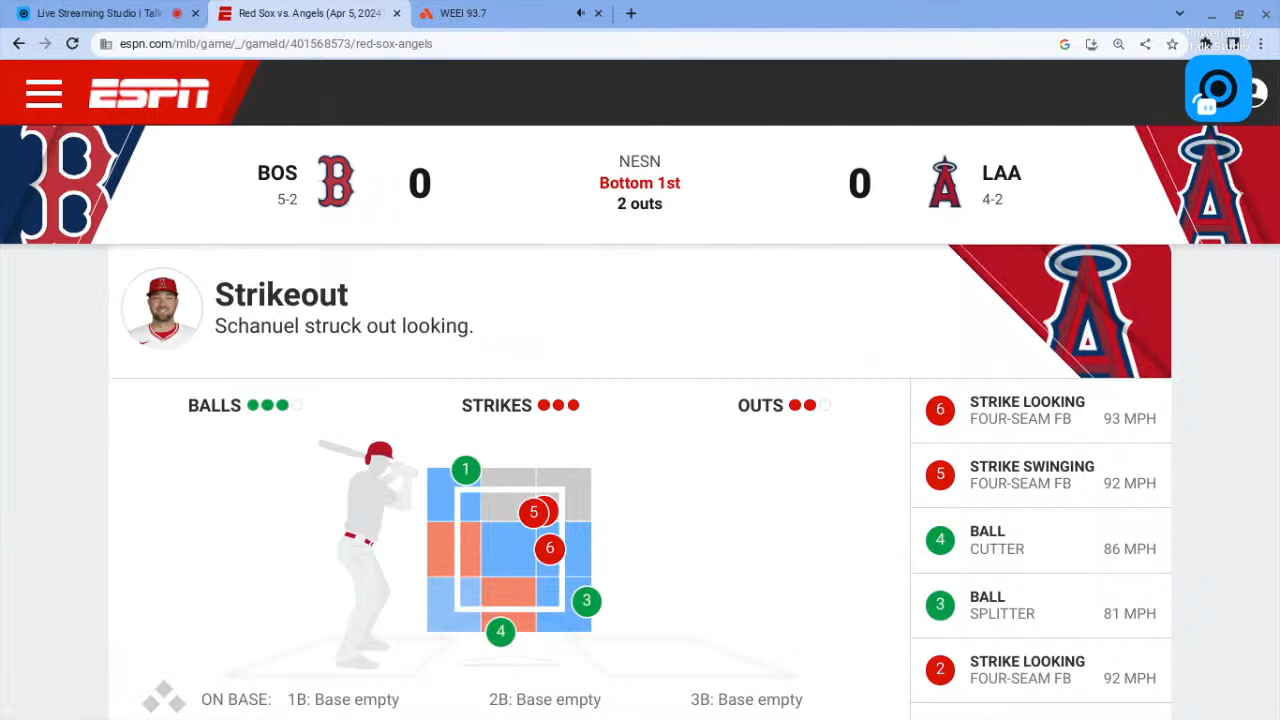 Live Streaming Studio | Talk
Red Sox vs. Angels (Apr 5, 2024
WEEI 93.7
espn.com/mlb/game/_/gameId/401568573/red-sox-angels
Powered by
Talk Studio
ESPN
BOS
5-2
0
NESN
Bottom 1st
2 outs
0
LAA
4-2
Strikeout
Schanuel struck out looking.
BALLS
STRIKES
OUTS
1
5
6
3
4
6 STRIKE LOOKING
FOUR-SEAM FB 93 MPH
5 STRIKE SWINGING
FOUR-SEAM FB 92 MPH
4 BALL
CUTTER 86 MPH
3 BALL
SPLITTER 81 MPH
2 STRIKE LOOKING
FOUR-SEAM FB 92 MPH
ON BASE: 1B: Base empty 2B: Base empty 3B: Base empty